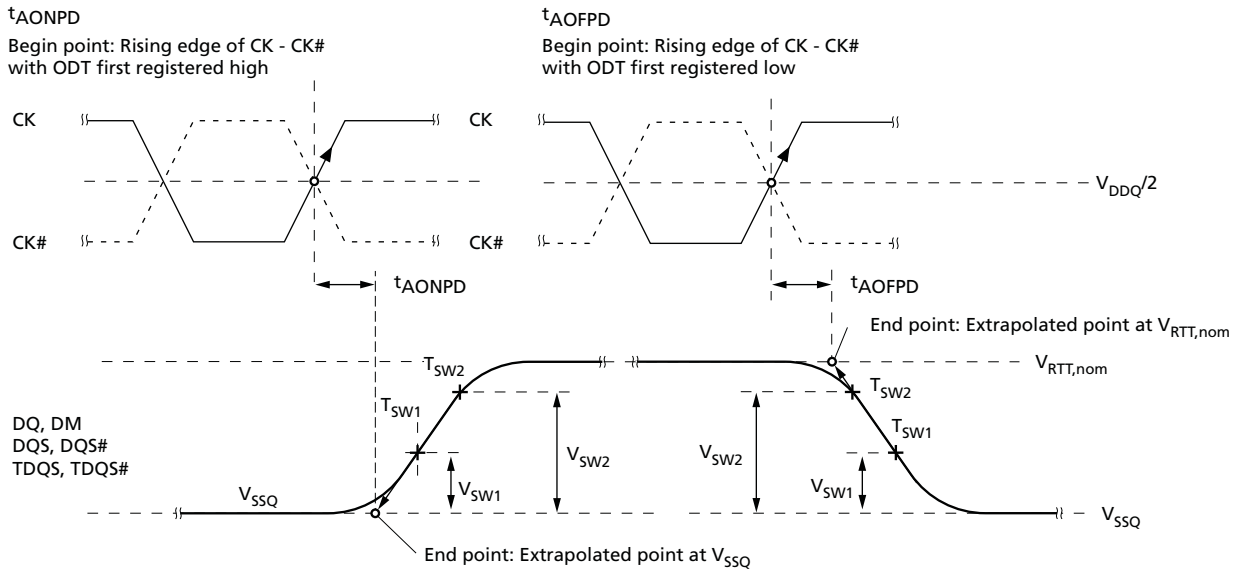 tAONPD
Begin point: Rising edge of CK - CK#
with ODT first registered high
tAOFPD
Begin point: Rising edge of CK - CK#
with ODT first registered low
CK
CK
VDDQ/2
CK#
CK#
tAONPD
tAOFPD
End point: Extrapolated point at VRTT,nom
VRTT,nom
TSW2
TSW2
TSW1
TSW1
DQ, DM
DQS, DQS#
TDQS, TDQS#
VSW2
VSW2
VSW1
VSW1
VSSQ
VSSQ
End point: Extrapolated point at VSSQ